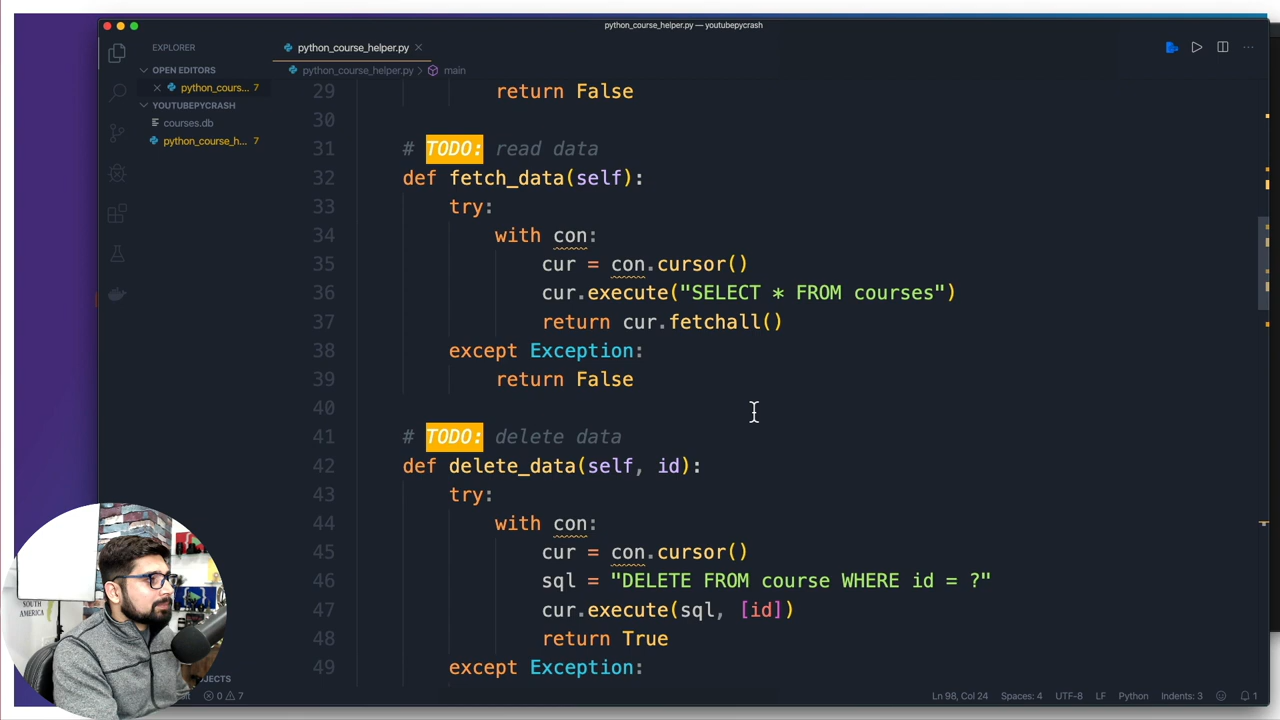 python_course_helper.py — youtubepycrash
EXPLORER
python_course_helper.py
OPEN EDITORS
python_cours... 7
YOUTUBEPYCRASH
courses.db
python_course_h... 7
python_course_helper.py > main
29 return False
30
31 # TODO: read data
32 def fetch_data(self):
33 try:
34 with con:
35 cur = con.cursor()
36 cur.execute("SELECT * FROM courses")
37 return cur.fetchall()
38 except Exception:
39 return False
40
41 # TODO: delete data
42 def delete_data(self, id):
43 try:
44 with con:
45 cur = con.cursor()
46 sql = "DELETE FROM course WHERE id = ?"
47 cur.execute(sql, [id])
48 return True
49 except Exception:
SOUTH
AMERICA
0 7
Ln 98, Col 24 Spaces: 4 UTF-8 LF Python Indents: 3 1